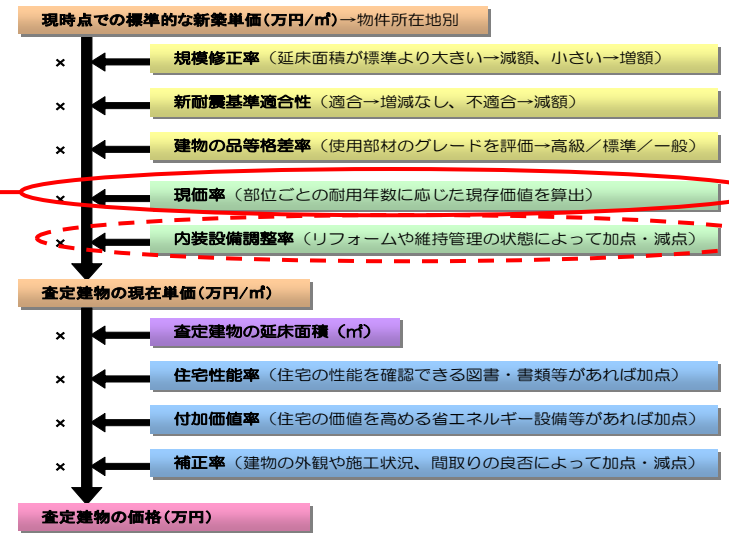 現時点での標準的な新築単価(万円/㎡)→物件所在地別
× 規模修正率（延床面積が標準より大きい→減額、小さい→増額）
× 新耐震基準適合性（適合→増減なし、不適合→減額）
× 建物の品等格差率（使用部材のグレードを評価→高級／標準／一般）
× 現価率（部位ごとの耐用年数に応じた現存価値を算出）
× 内装設備調整率（リフォームや維持管理の状態によって加点・減点）
査定建物の現在単価(万円/㎡)
× 査定建物の延床面積（㎡）
× 住宅性能率（住宅の性能を確認できる図書・書類等があれば加点）
× 付加価値率（住宅の価値を高める省エネルギー設備等があれば加点）
× 補正率（建物の外観や施工状況、間取りの良否によって加点・減点）
査定建物の価格(万円)